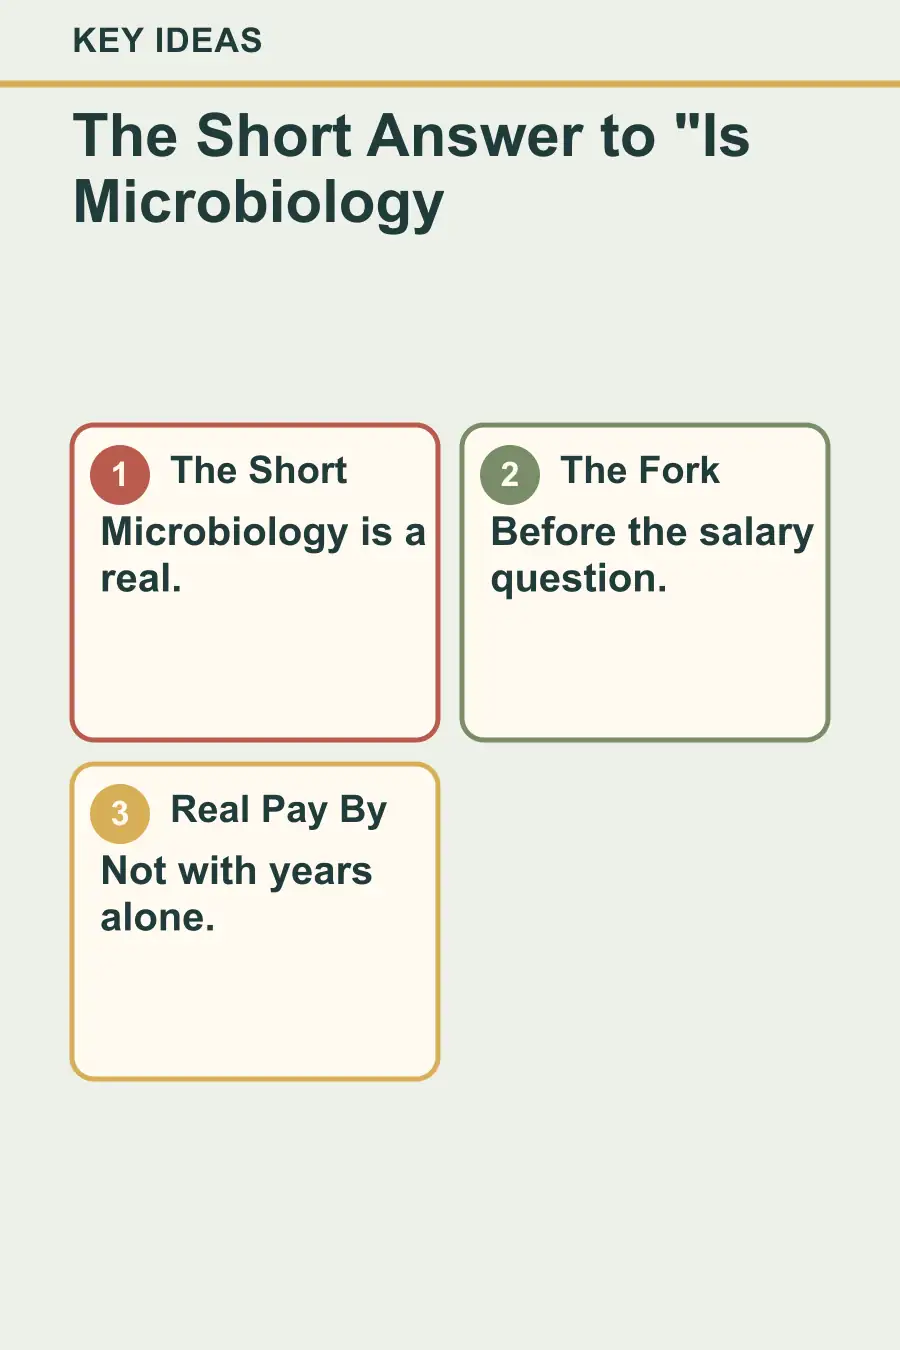 KEY IDEAS
The Short Answer to "Is
Microbiology
1 The Short
Microbiology is a
real.
2 The Fork
Before the salary
question.
3 Real Pay By
Not with years
alone.